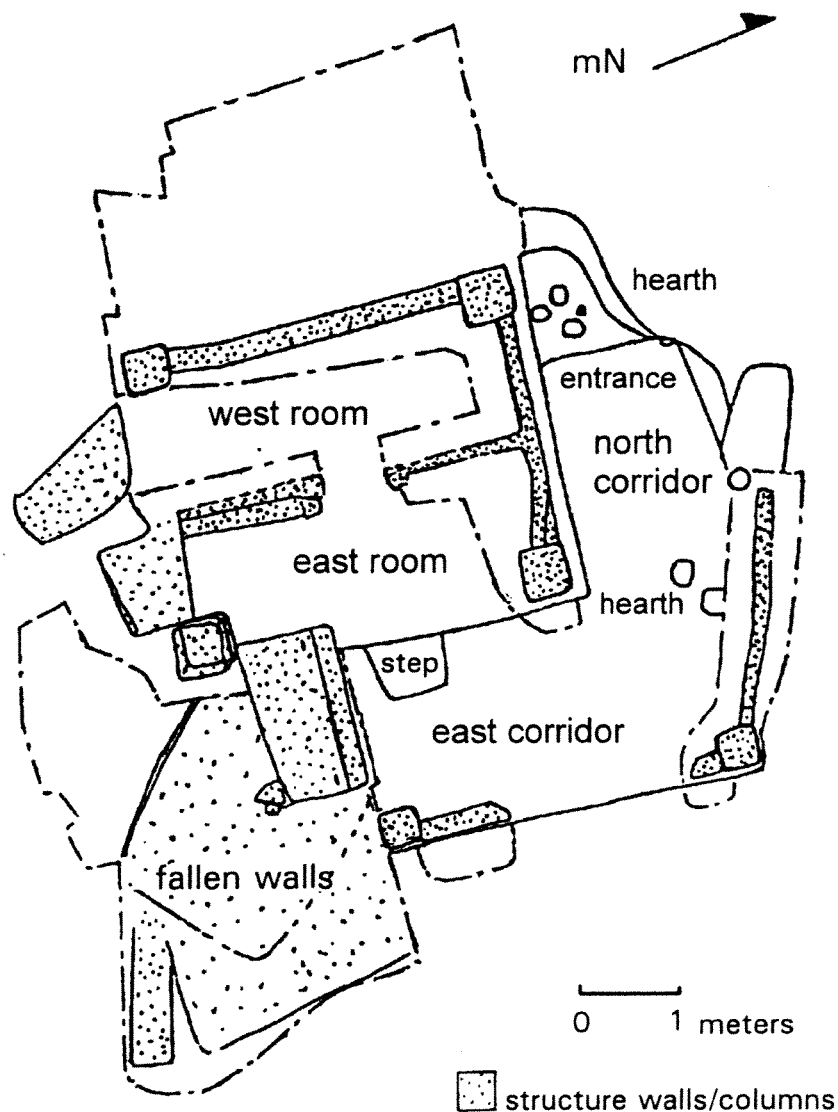 mN
hearth
entrance
west room
north
corridor
east room
hearth
step
east corridor
fallen walls
0 1 meters
structure walls/columns